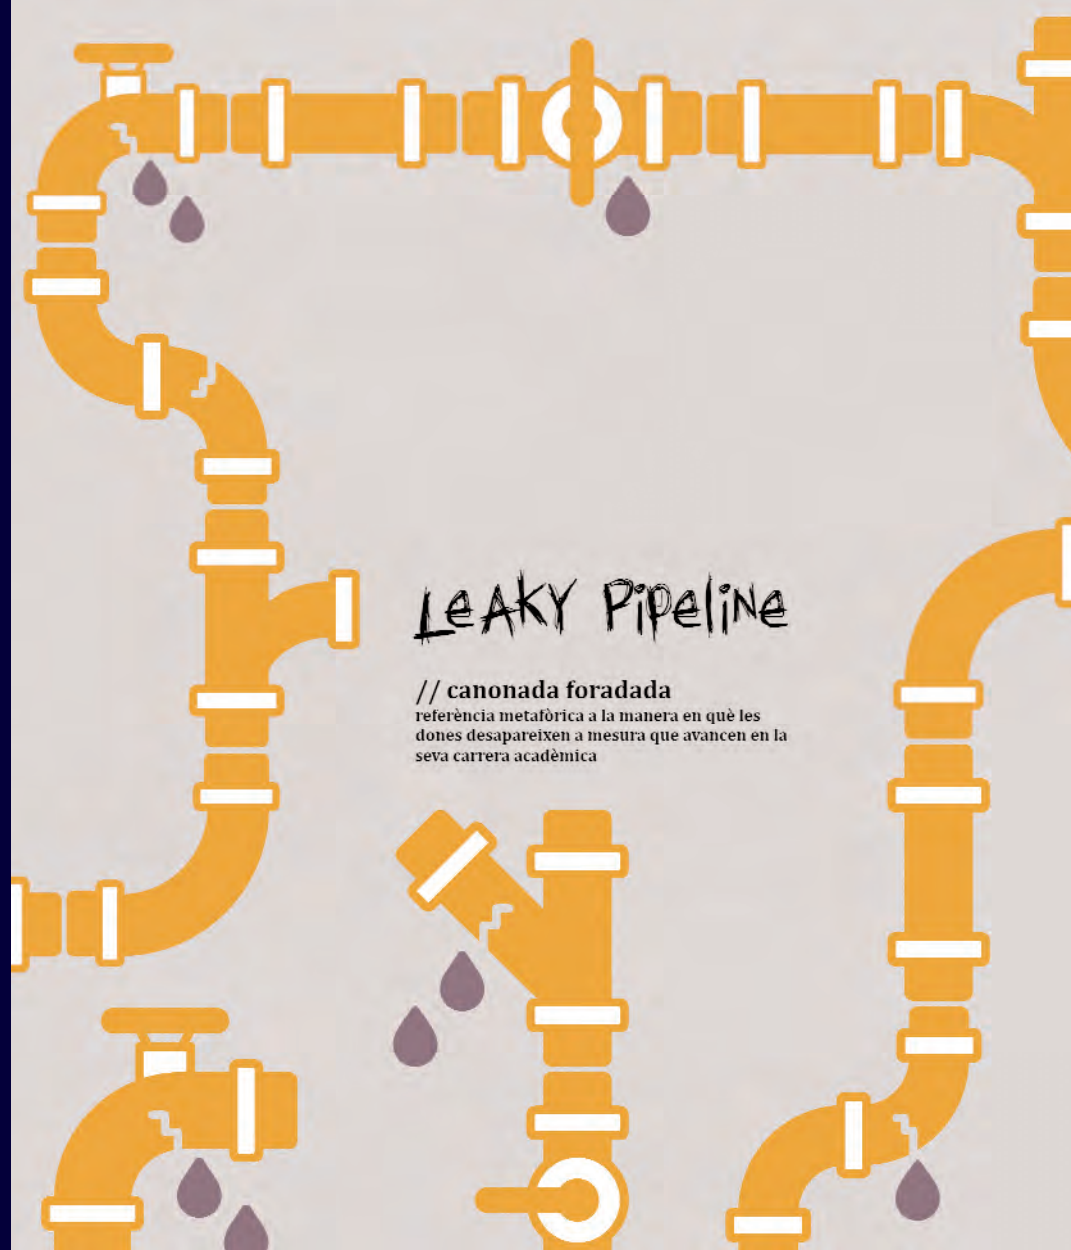 LeAKY PipeliNe
// canonada foradada
referència metafòrica a la manera en què les
dones desapareixen a mesura que avancen en la
seva carrera acadèmica